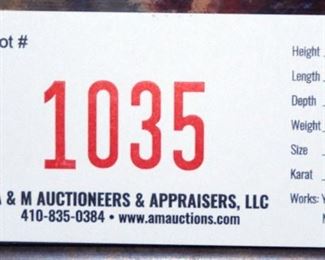 ot #
1035
& M AUCTIONEERS & APPRAISERS, LLC
410-835-0384 • www.amauctions.com
Height
Length
Depth
Weight
Size
Karat
Works: Y